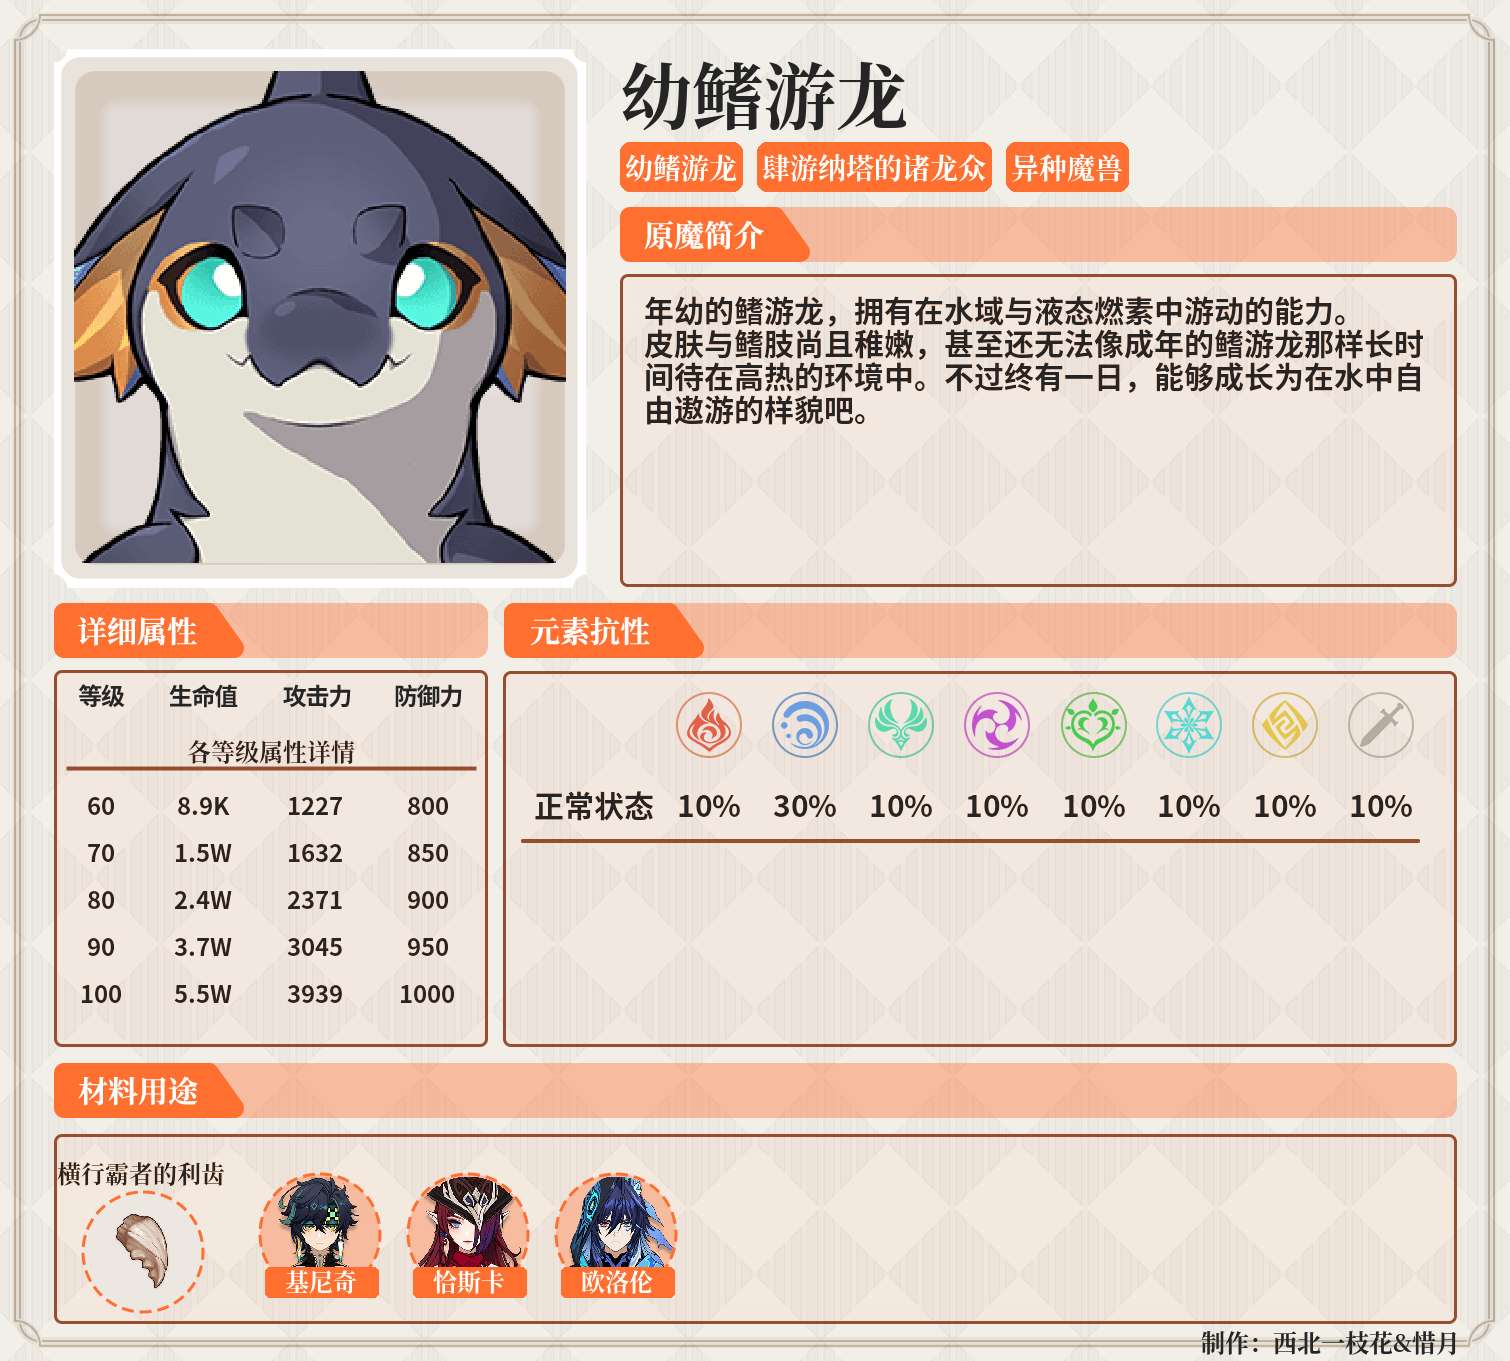 幼鳍游龙
幼鳍游龙 肆游纳塔的诸龙众 异种魔兽
原魔简介
年幼的鳍游龙，拥有在水域与液态燃素中游动的能力。
皮肤与鳍肢尚且稚嫩，甚至还无法像成年的鳍游龙那样长时
间待在高热的环境中。不过终有一日，能够成长为在水中自
由遨游的样貌吧。
详细属性
等级 生命值 攻击力 防御力
各等级属性详情
60 8.9K 1227 800
70 1.5W 1632 850
80 2.4W 2371 900
90 3.7W 3045 950
100 5.5W 3939 1000
元素抗性
正常状态 10% 30% 10% 10% 10% 10% 10% 10%
材料用途
横行霸者的利齿
基尼奇 恰斯卡 欧洛伦
制作：西北一枝花&惜月